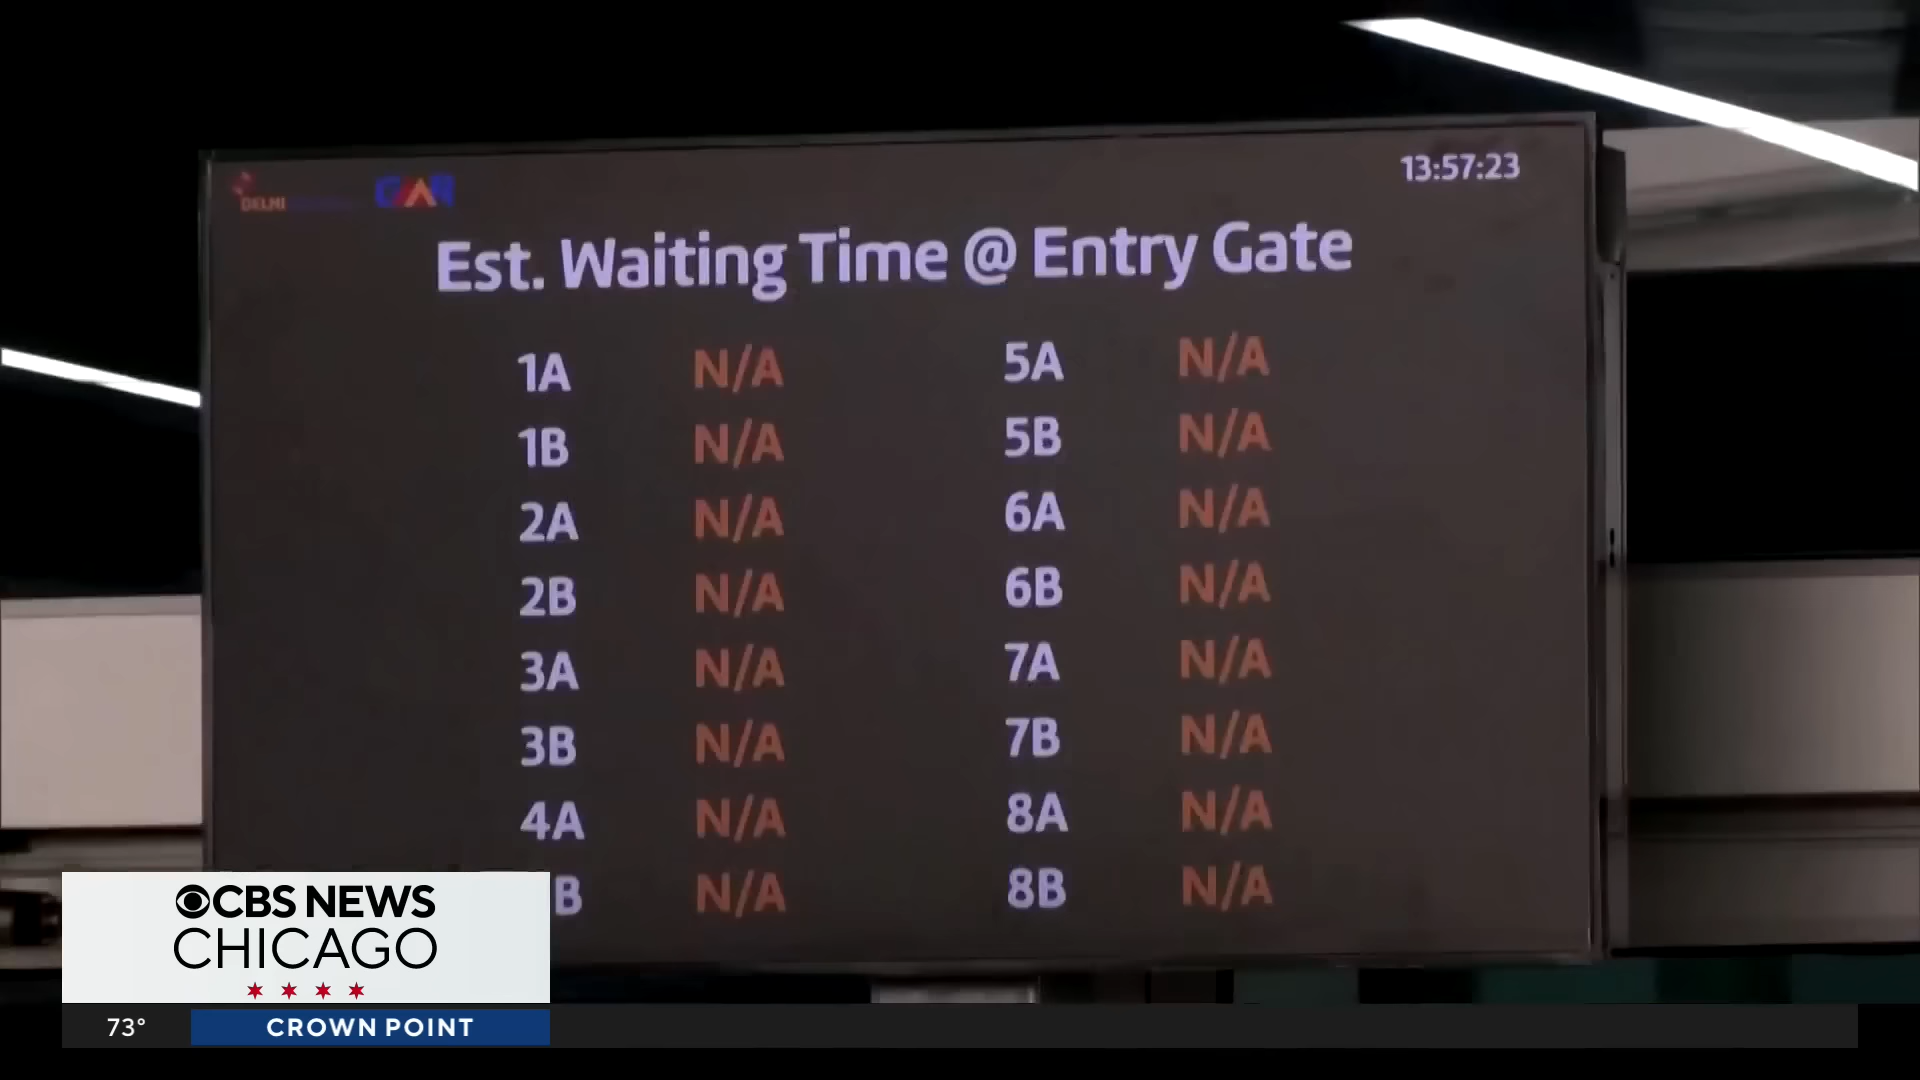 13:57:23
DELHI GMR
Est. Waiting Time @ Entry Gate
1A N/A 5A N/A
1B N/A 5B N/A
2A N/A 6A N/A
2B N/A 6B N/A
3A N/A 7A N/A
3B N/A 7B N/A
4A N/A 8A N/A
B N/A 8B N/A
CBS NEWS
CHICAGO
73° CROWN POINT